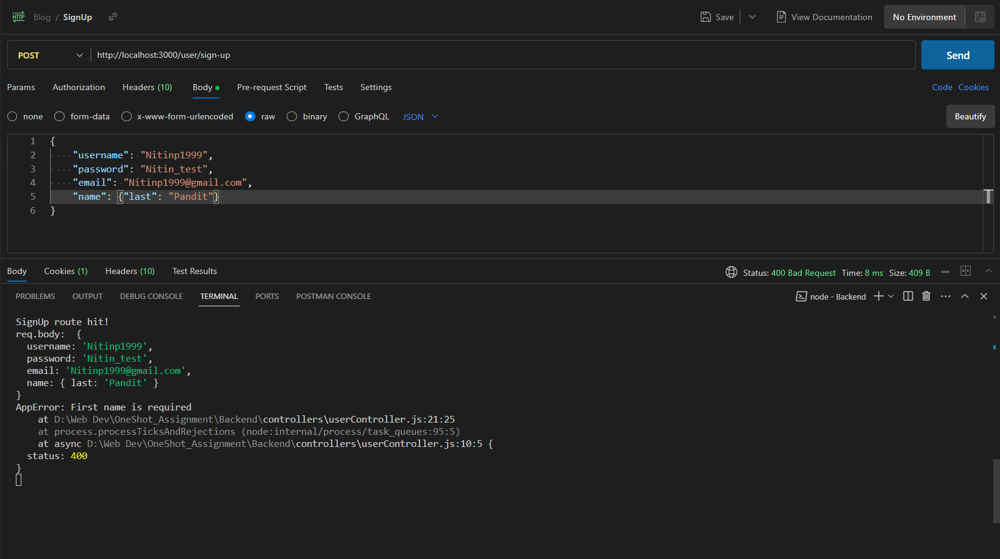 HTTP Blog / SignUp Save View Documentation No Environment
POST http://localhost:3000/user/sign-up Send
Params Authorization Headers (10) Body Pre-request Script Tests Settings Code Cookies
none form-data x-www-form-urlencoded raw binary GraphQL JSON Beautify
1 {
2 "username": "Nitinp1999",
3 "password": "Nitin_test",
4 "email": "Nitinp1999@gmail.com",
5 "name": {"last": "Pandit"}
6 }
Body Cookies (1) Headers (10) Test Results Status: 400 Bad Request Time: 8 ms Size: 409 B
PROBLEMS OUTPUT DEBUG CONSOLE TERMINAL PORTS POSTMAN CONSOLE node - Backend
SignUp route hit!
req.body:  {
  username: 'Nitinp1999',
  password: 'Nitin_test',
  email: 'Nitinp1999@gmail.com',
  name: { last: 'Pandit' }
}
AppError: First name is required
    at D:\Web Dev\OneShot_Assignment\Backend\controllers\userController.js:21:25
    at process.processTicksAndRejections (node:internal/process/task_queues:95:5)
    at async D:\Web Dev\OneShot_Assignment\Backend\controllers\userController.js:10:5 {
  status: 400
}